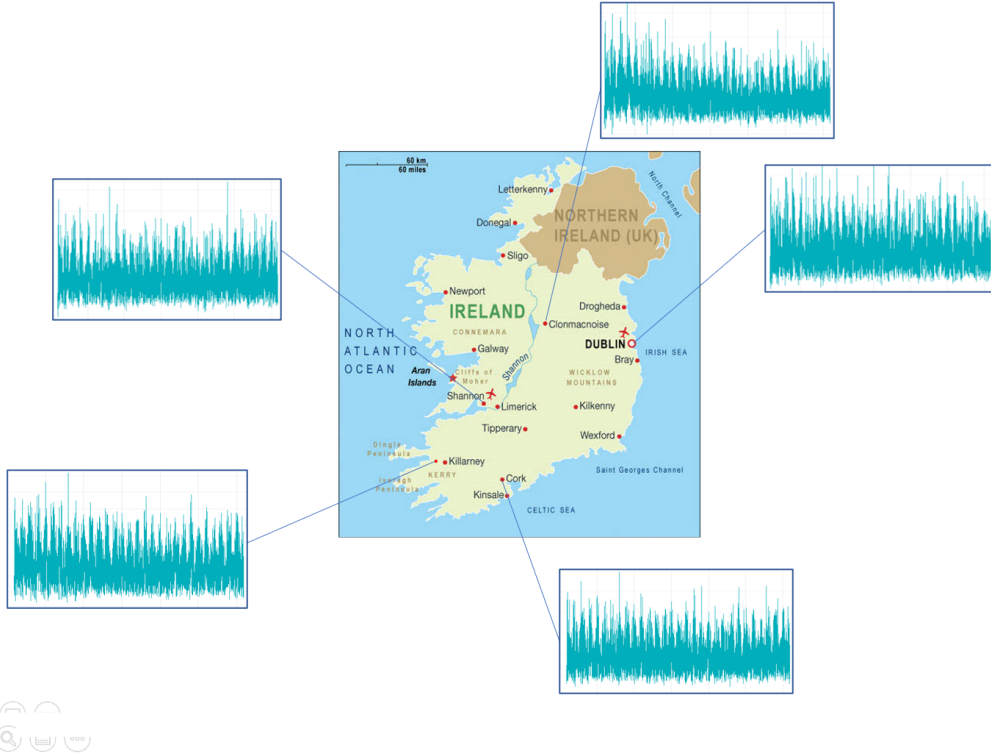 60 km
60 miles
Letterkenny
North Channel
NORTHERN
IRELAND (UK)
Donegal
Sligo
Newport
IRELAND
Drogheda
Clonmacnoise
CONNEMARA
NORTH
ATLANTIC
OCEAN
DUBLIN
IRISH SEA
Galway
Bray
Shannon
Aran
Islands
Cliffs of
Moher
WICKLOW
MOUNTAINS
Shannon
Limerick
Kilkenny
Tipperary
Wexford
Dingle
Peninsula
Killarney
KERRY
Saint Georges Channel
Iveragh
Peninsula
Cork
Kinsale
CELTIC SEA